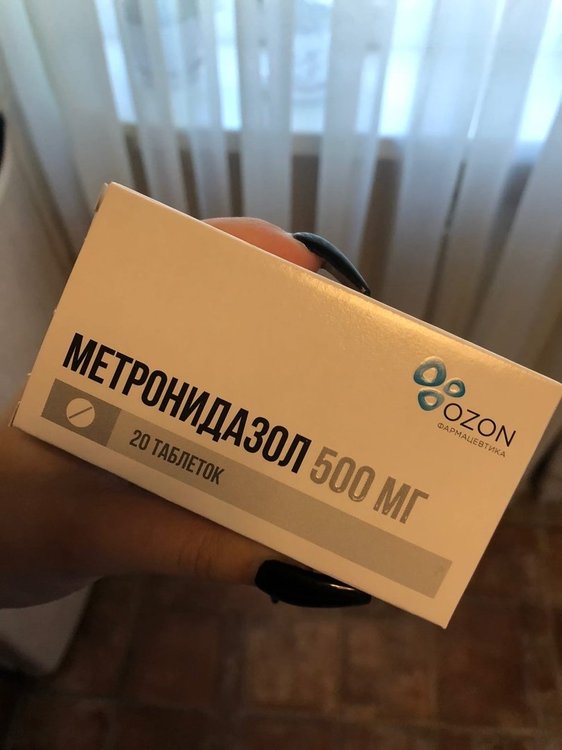 МЕТРОНИДАЗОЛ 500 МГ
20 ТАБЛЕТОК
OZON
ФАРМАЦЕВТИКА